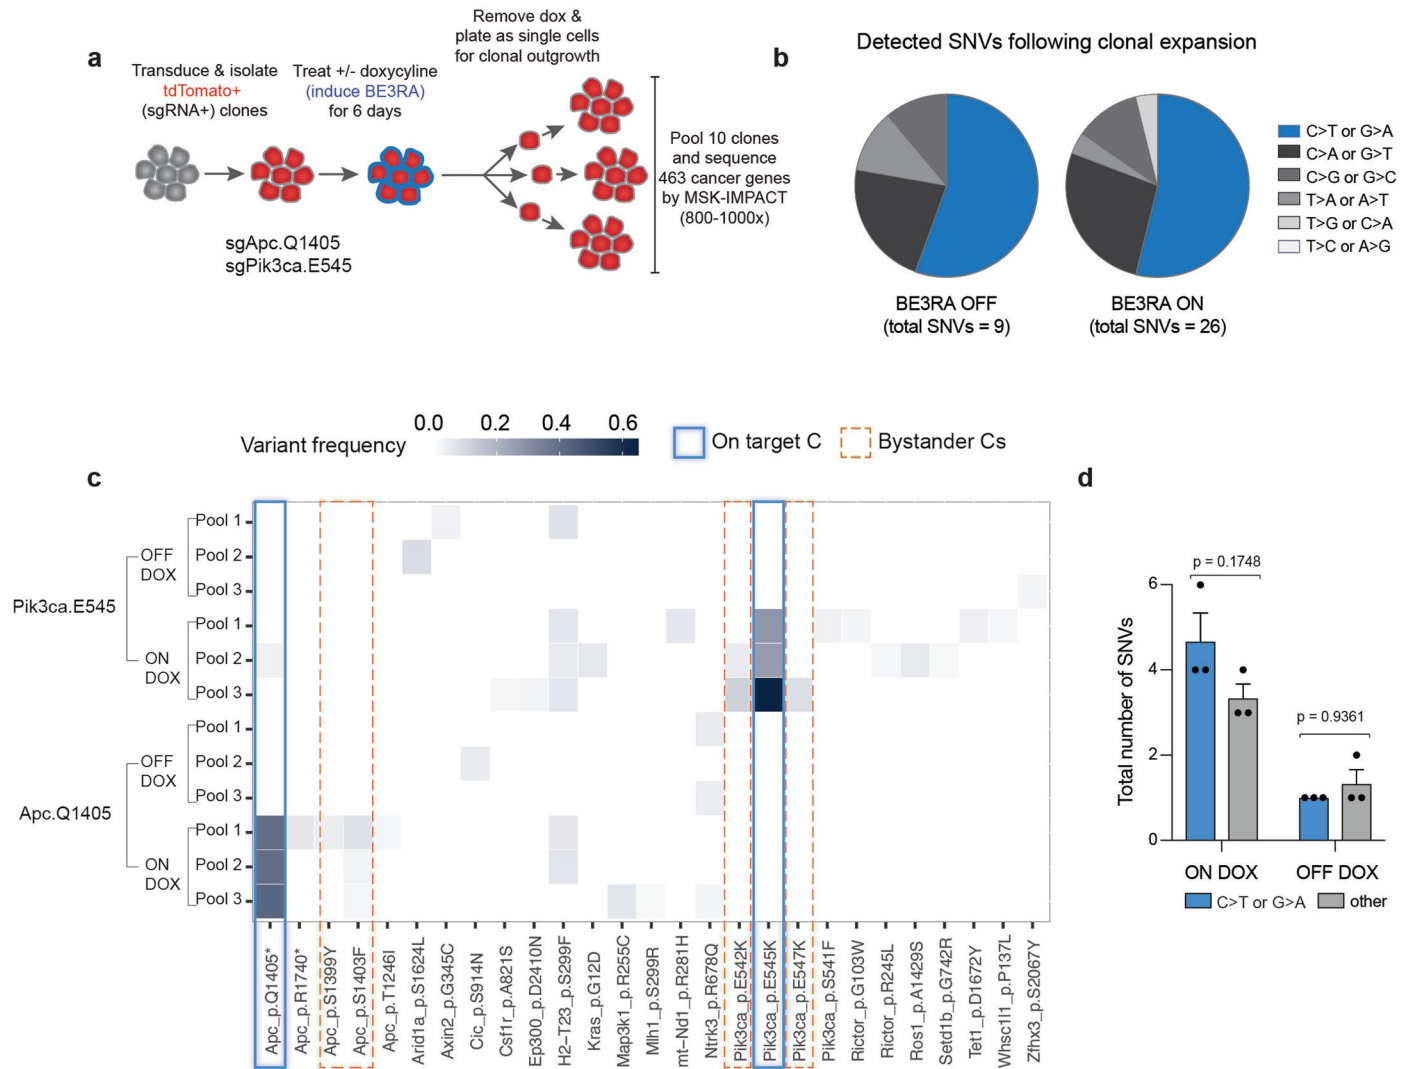 a
Transduce & isolate
tdTomato+
(sgRNA+) clones
Treat +/- doxycyline
(induce BE3RA)
for 6 days
Remove dox &
plate as single cells
for clonal outgrowth
Pool 10 clones
and sequence
463 cancer genes
by MSK-IMPACT
(800-1000x)
sgApc.Q1405
sgPik3ca.E545
b
Detected SNVs following clonal expansion
BE3RA OFF
(total SNVs = 9)
BE3RA ON
(total SNVs = 26)
C>T or G>A
C>A or G>T
C>G or G>C
T>A or A>T
T>G or C>A
T>C or A>G
Variant frequency
0.0 0.2 0.4 0.6
On target C
Bystander Cs
c
Pik3ca.E545
OFF
DOX
Pool 1
Pool 2
Pool 3
ON
DOX
Pool 1
Pool 2
Pool 3
Apc.Q1405
OFF
DOX
Pool 1
Pool 2
Pool 3
ON
DOX
Pool 1
Pool 2
Pool 3
Apc_p.Q1405*
Apc_p.R1740*
Apc_p.S1399Y
Apc_p.S1403F
Apc_p.T1246I
Arid1a_p.S1624L
Axin2_p.G345C
Cic_p.S914N
Csf1r_p.A821S
Ep300_p.D2410N
H2−T23_p.S299F
Kras_p.G12D
Map3k1_p.R255C
Mlh1_p.S299R
mt−Nd1_p.R281H
Ntrk3_p.R678Q
Pik3ca_p.E542K
Pik3ca_p.E545K
Pik3ca_p.E547K
Pik3ca_p.S541F
Rictor_p.G103W
Rictor_p.R245L
Ros1_p.A1429S
Setd1b_p.G742R
Tet1_p.D1672Y
Whsc1l1_p.P137L
Zfhx3_p.S2067Y
d
Total number of SNVs
6
4
2
0
p = 0.1748
p = 0.9361
ON DOX
OFF DOX
C>T or G>A
other